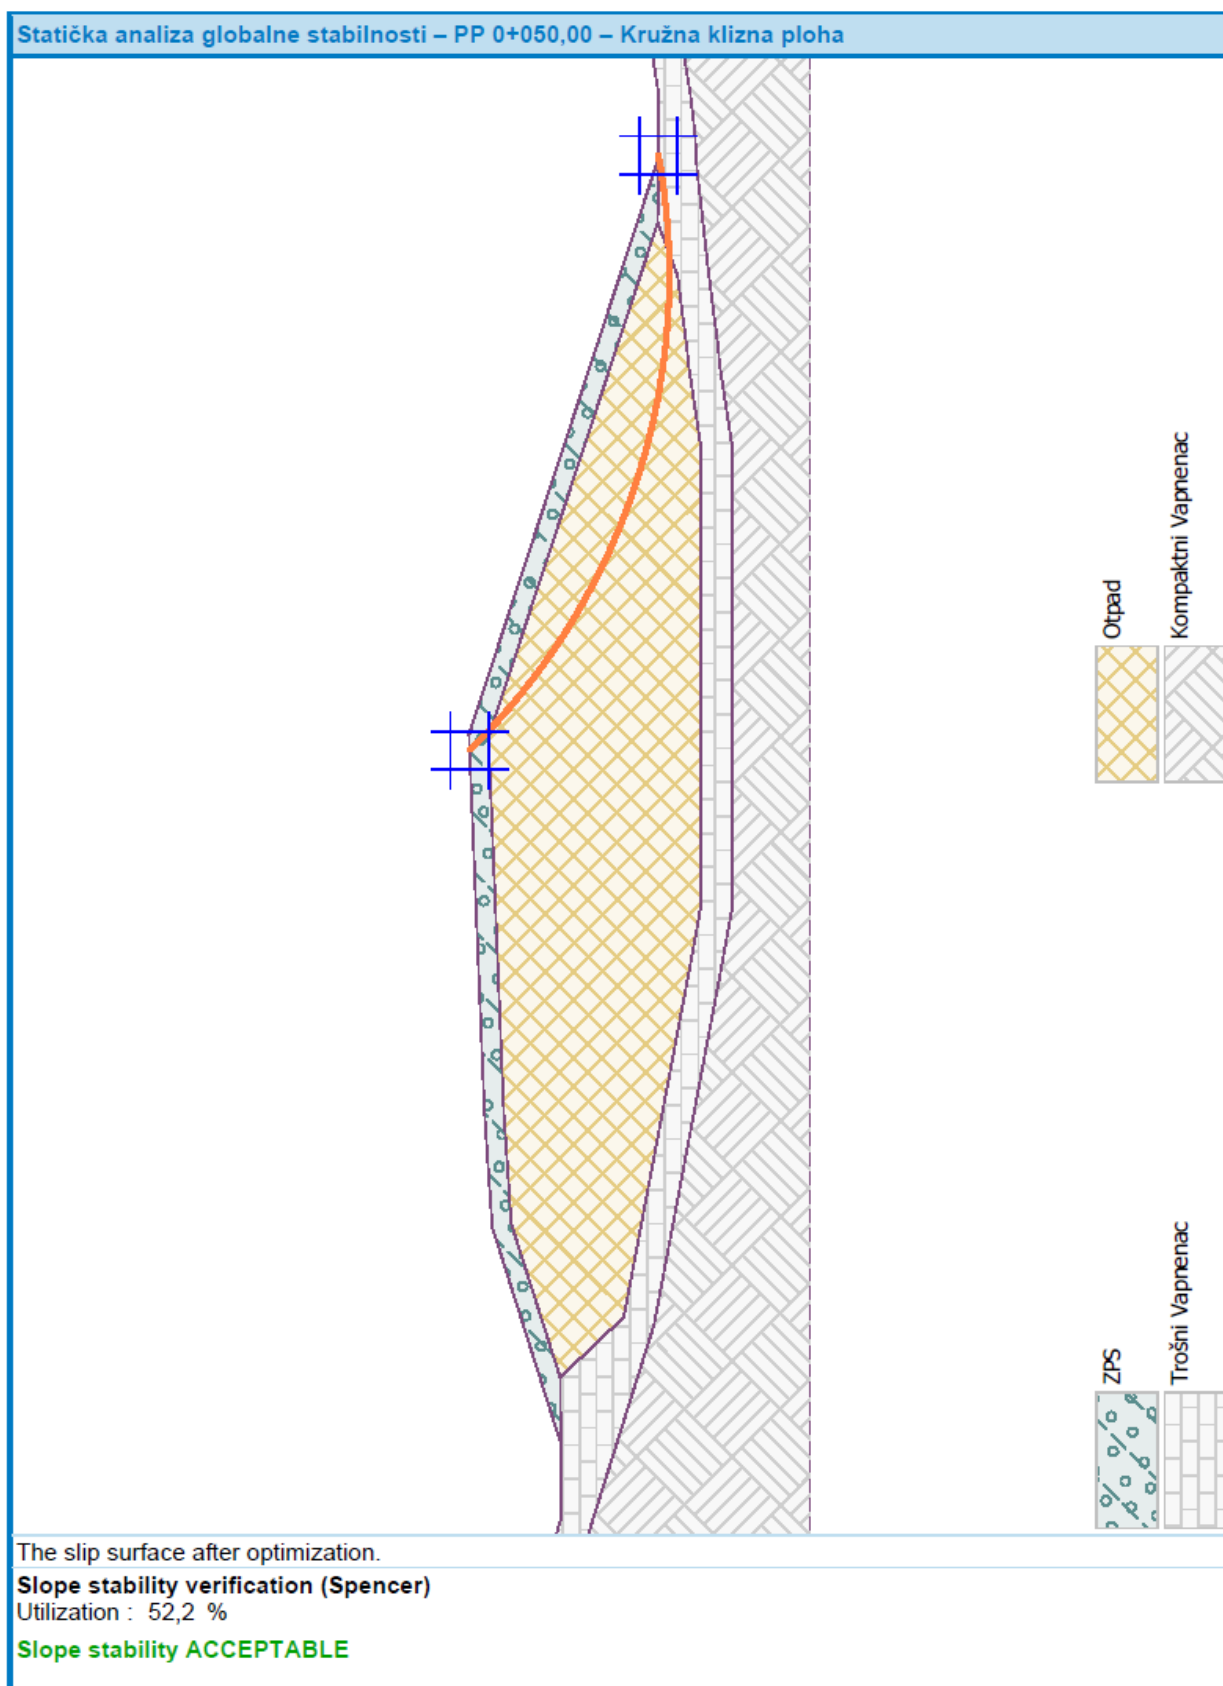 Statička analiza globalne stabilnosti – PP 0+050,00 – Kružna klizna ploha
Otpad
Kompaktni Vapnenac
ZPS
Trošni Vapnenac
The slip surface after optimization.
Slope stability verification (Spencer)
Utilization : 52,2 %
Slope stability ACCEPTABLE